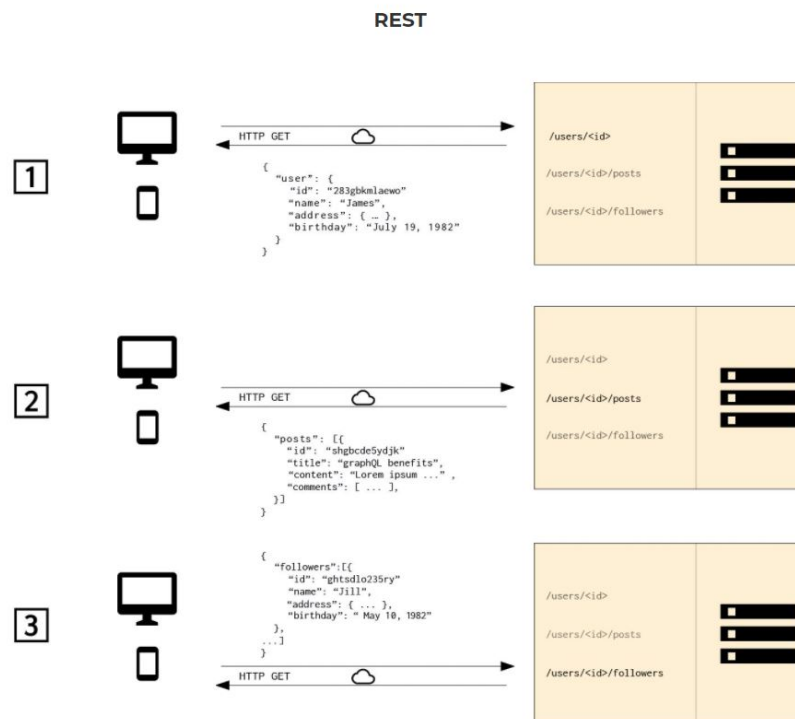 REST
1
HTTP GET
{
"user": {
"id": "283gbkmlaewo"
"name": "James",
"address": { … },
"birthday": "July 19, 1982"
}
}
/users/<id>
/users/<id>/posts
/users/<id>/followers
2
HTTP GET
{
"posts": [{
"id": "shgbcde5ydjk"
"title": "graphQL benefits",
"content": "Lorem ipsum ..." ,
"comments": [ ... ],
}]
}
/users/<id>
/users/<id>/posts
/users/<id>/followers
3
{
"followers":[{
"id": "ghtsdlo235ry"
"name": "Jill",
"address": { ... },
"birthday": " May 10, 1982"
},
...]
}
HTTP GET
/users/<id>
/users/<id>/posts
/users/<id>/followers